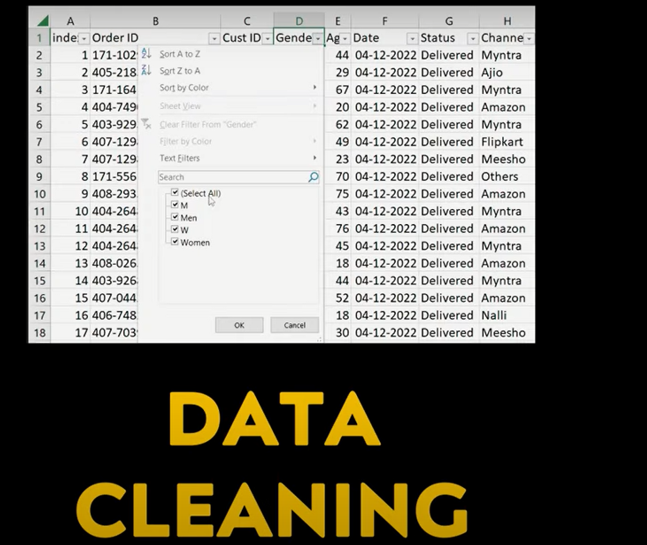 A B C D E F G H
1 inde Order ID Cust ID Gende Ag Date Status Channe
2 1 171-102 44 04-12-2022 Delivered Myntra
3 2 405-218 29 04-12-2022 Delivered Ajio
4 3 171-164 67 04-12-2022 Delivered Myntra
5 4 404-749 20 04-12-2022 Delivered Amazon
6 5 403-929 62 04-12-2022 Delivered Myntra
7 6 407-129 49 04-12-2022 Delivered Flipkart
8 7 407-129 23 04-12-2022 Delivered Meesho
9 8 171-556 70 04-12-2022 Delivered Others
10 9 408-293 75 04-12-2022 Delivered Amazon
11 10 404-264 43 04-12-2022 Delivered Myntra
12 11 404-264 76 04-12-2022 Delivered Amazon
13 12 404-264 45 04-12-2022 Delivered Myntra
14 13 408-026 18 04-12-2022 Delivered Amazon
15 14 403-926 44 04-12-2022 Delivered Myntra
16 15 407-044 52 04-12-2022 Delivered Amazon
17 16 406-748 18 04-12-2022 Delivered Nalli
18 17 407-703 30 04-12-2022 Delivered Meesho
Sort A to Z
Sort Z to A
Sort by Color
Sheet View
Clear Filter From "Gender"
Filter by Color
Text Filters
Search
(Select All)
M
Men
W
Women
OK Cancel
DATA
CLEANING